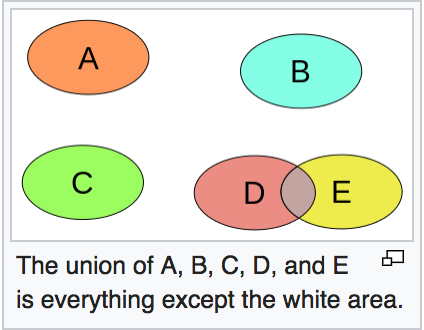 A
B
C
D E
The union of A, B, C, D, and E
is everything except the white area.